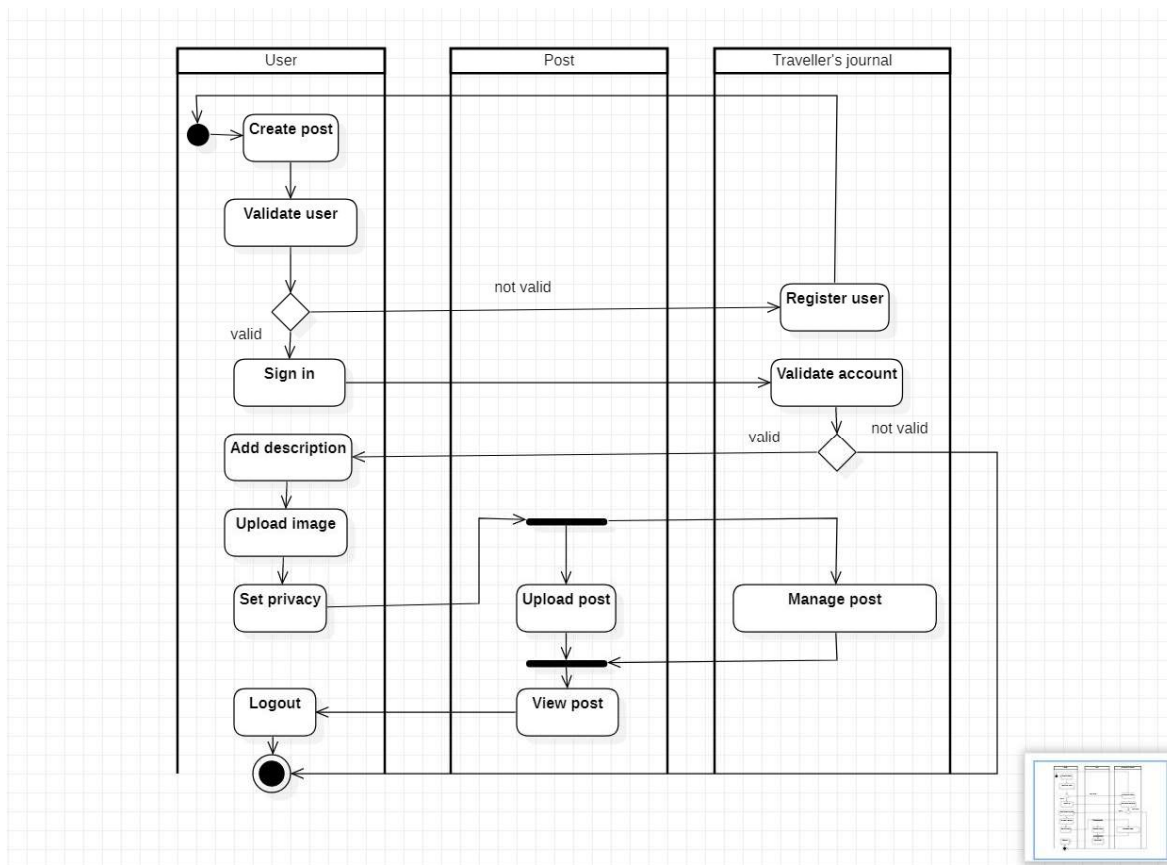 User
Post
Traveller's journal
Create post
Validate user
not valid
Register user
valid
Sign in
Validate account
not valid
valid
Add description
Upload image
Set privacy
Upload post
Manage post
Logout
View post